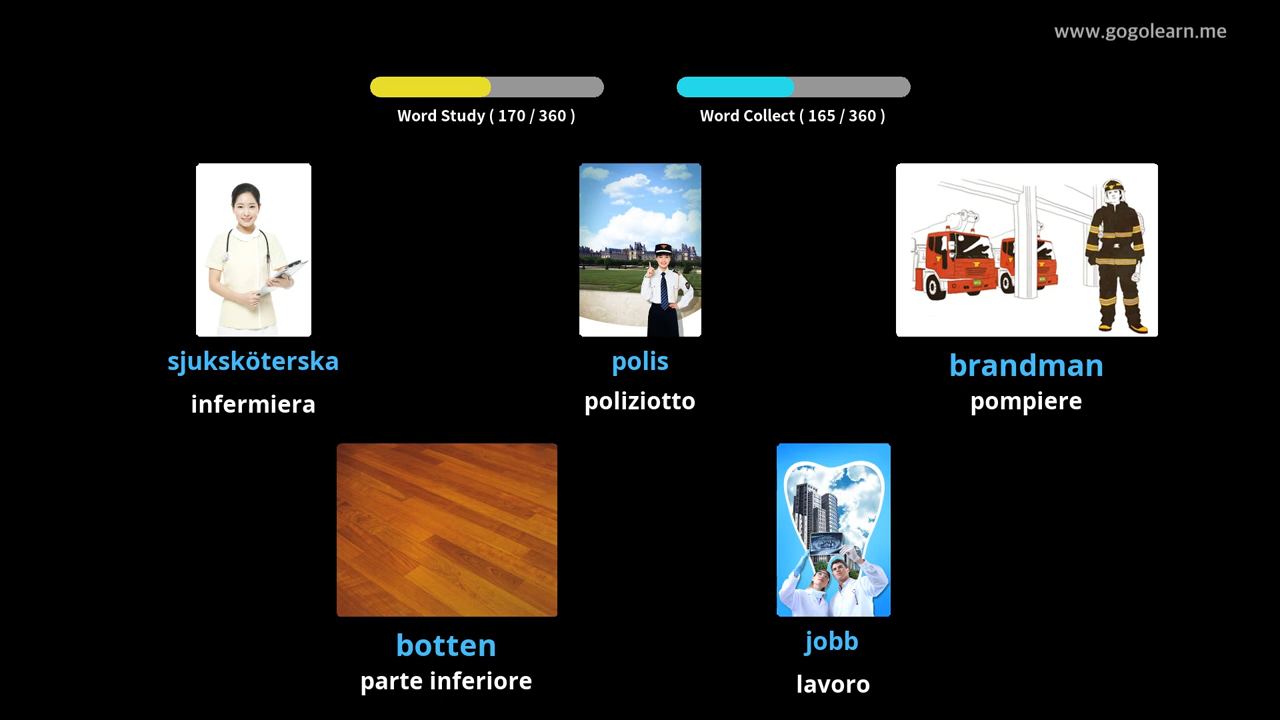 www.gogolearn.me
Word Study ( 170 / 360 )
Word Collect ( 165 / 360 )
sjuksköterska
infermiera
polis
poliziotto
brandman
pompiere
botten
parte inferiore
jobb
lavoro